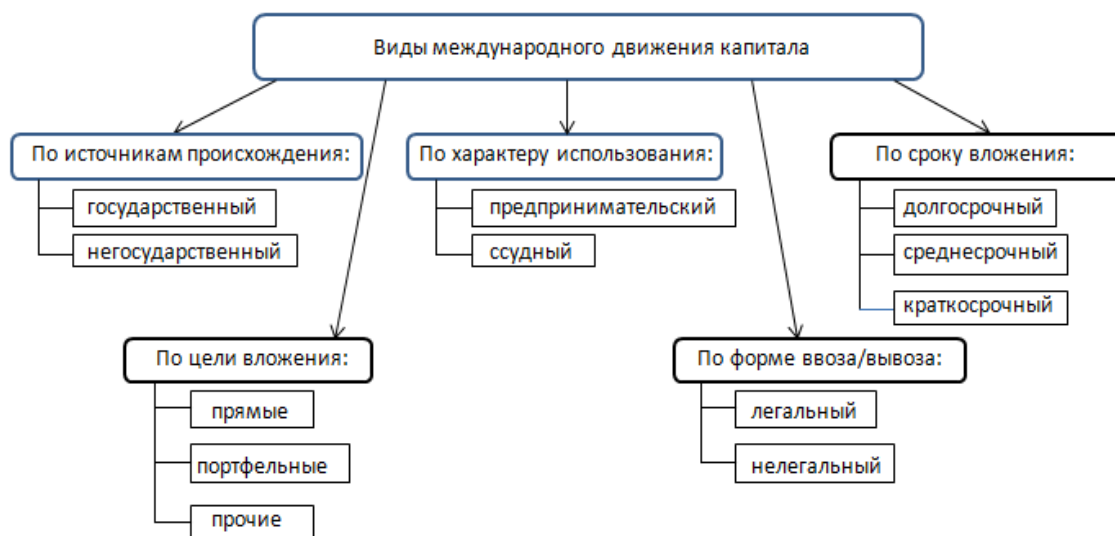 Виды международного движения капитала
По источникам происхождения:
государственный
негосударственный
По характеру использования:
предпринимательский
ссудный
По сроку вложения:
долгосрочный
среднесрочный
краткосрочный
По цели вложения:
прямые
портфельные
прочие
По форме ввоза/вывоза:
легальный
нелегальный